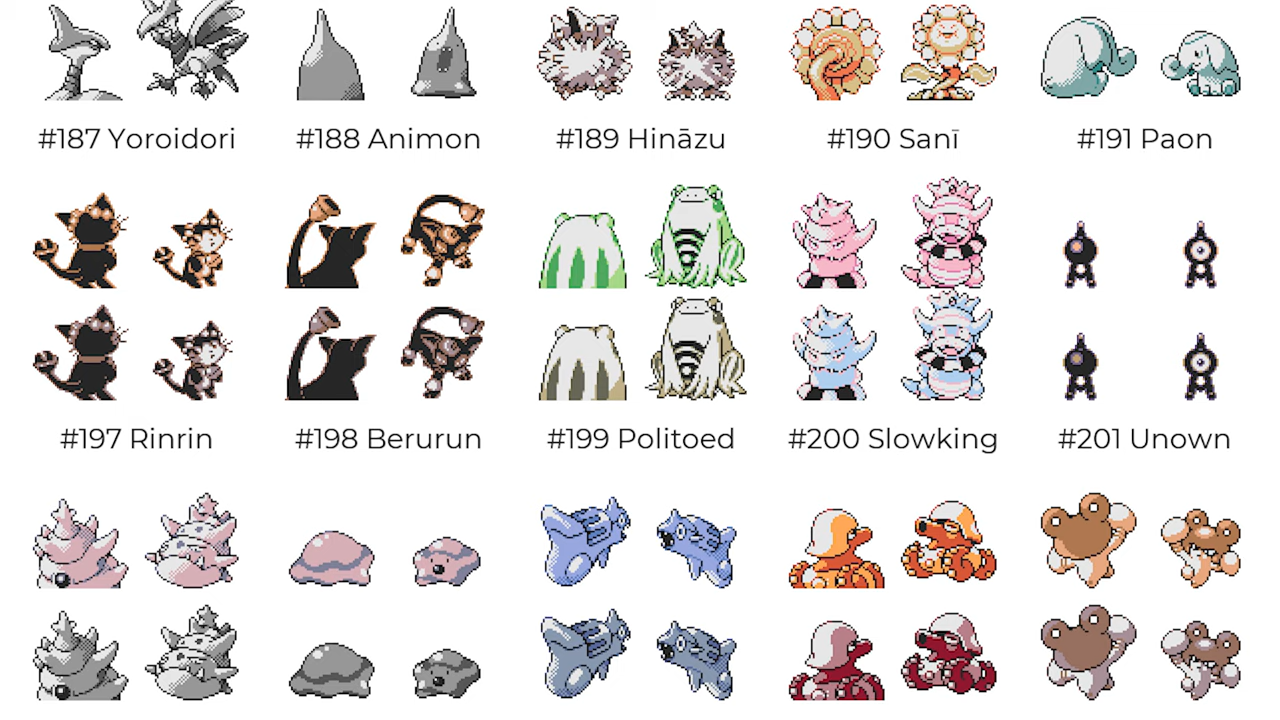 #187 Yoroidori
#188 Animon
#189 Hināzu
#190 Sanī
#191 Paon
#197 Rinrin
#198 Berurun
#199 Politoed
#200 Slowking
#201 Unown